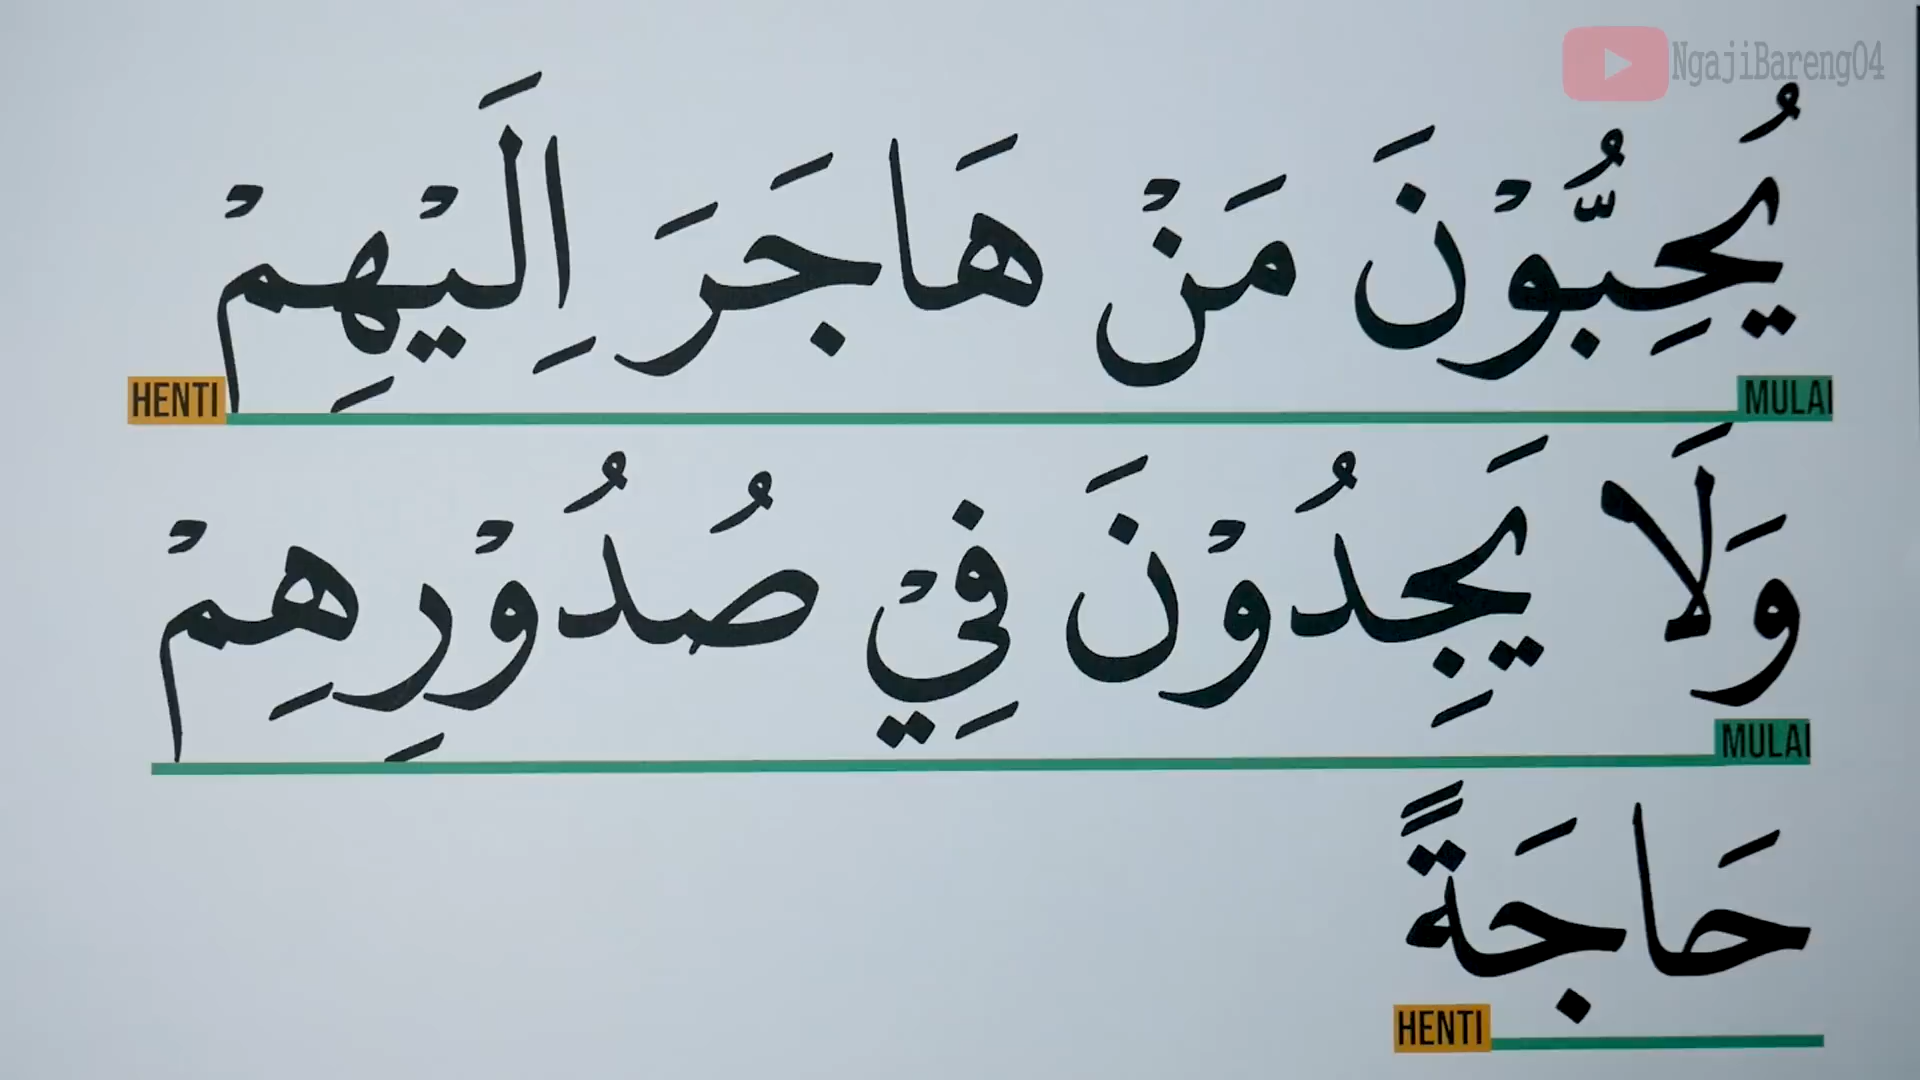 NgajiBareng04
يُحِبُّوْنَ مَنْ هَاجَرَ اِلَيْهِمْ
HENTI MULAI
وَلَا يَجِدُوْنَ فِيْ صُدُوْرِهِمْ
MULAI
حَاجَةً
HENTI